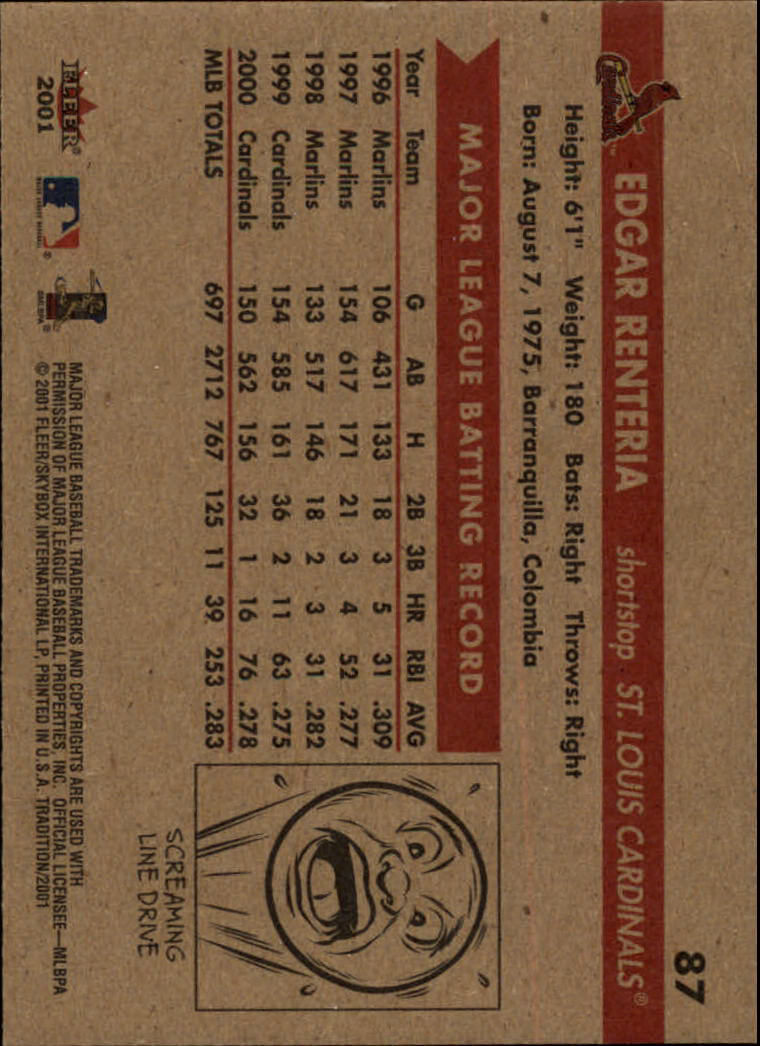 87
EDGAR RENTERIA shortstop · ST. LOUIS CARDINALS®
Cardinals™
Height: 6'1" Weight: 180 Bats: Right Throws: Right
Born: August 7, 1975, Barranquilla, Colombia
MAJOR LEAGUE BATTING RECORD
Year Team G AB H 2B 3B HR RBI AVG
1996 Marlins 106 431 133 18 3 5 31 .309
1997 Marlins 154 617 171 21 3 4 52 .277
1998 Marlins 133 517 146 18 2 3 31 .282
1999 Cardinals 154 585 161 36 2 11 63 .275
2000 Cardinals 150 562 156 32 1 16 76 .278
MLB TOTALS 697 2712 767 125 11 39 253 .283
SCREAMING
LINE DRIVE
FLEER®
2001
MAJOR LEAGUE BASEBALL
®
©MLBPA
MAJOR LEAGUE BASEBALL TRADEMARKS AND COPYRIGHTS ARE USED WITH
PERMISSION OF MAJOR LEAGUE BASEBALL PROPERTIES, INC. OFFICIAL LICENSEE—MLBPA
© 2001 FLEER/SKYBOX INTERNATIONAL LP, PRINTED IN U.S.A. TRADITION/2001